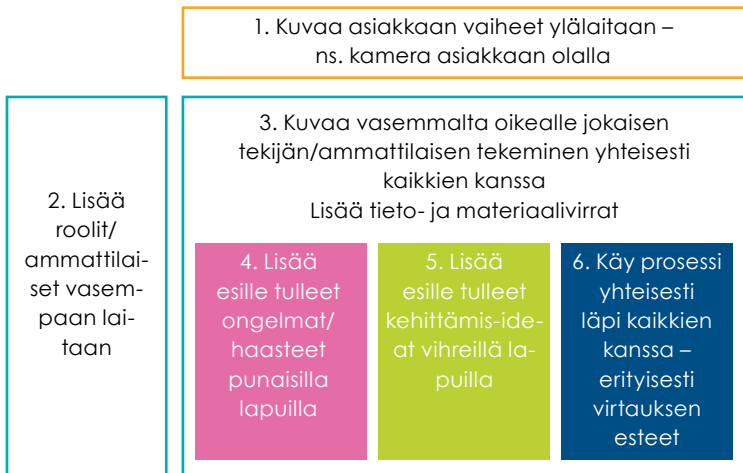 1. Kuvaa asiakkaan vaiheet ylälaitaan –
ns. kamera asiakkaan olalla
2. Lisää
roolit/
ammattilai-
set vasem-
paan lai-
taan
3. Kuvaa vasemmalta oikealle jokaisen
tekijän/ammattilaisen tekeminen yhteisesti
kaikkien kanssa
Lisää tieto- ja materiaalivirrat
4. Lisää
esille tulleet
ongelmat/
haasteet
punaisilla
lapuilla
5. Lisää
esille tulleet
kehittämis-ide-
at vihreillä la-
puilla
6. Käy prosessi
yhteisesti
läpi kaikkien
kanssa –
erityisesti
virtauksen
esteet